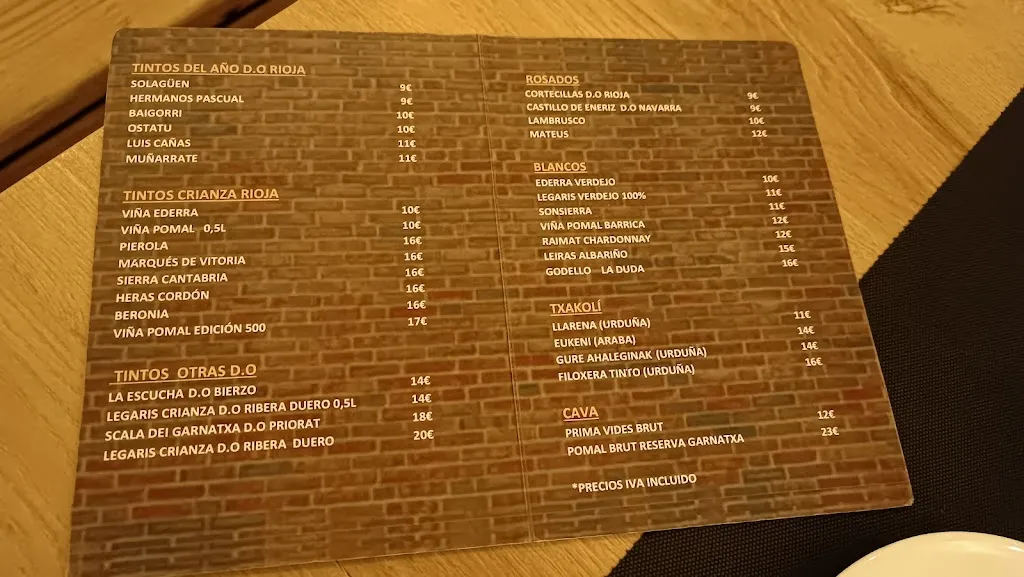 TINTOS DEL AÑO D.O RIOJA
SOLAGÜEN 9€
HERMANOS PASCUAL 9€
BAIGORRI 10€
OSTATU 10€
LUIS CAÑAS 11€
MUÑARRATE 11€
TINTOS CRIANZA RIOJA
VIÑA EDERRA 10€
VIÑA POMAL 0,5L 10€
PIEROLA 16€
MARQUÉS DE VITORIA 16€
SIERRA CANTABRIA 16€
HERAS CORDÓN 16€
BERONIA 16€
VIÑA POMAL EDICIÓN 500 17€
TINTOS OTRAS D.O
LA ESCUCHA D.O BIERZO 14€
LEGARIS CRIANZA D.O RIBERA DUERO 0,5L 14€
SCALA DEI GARNATXA D.O PRIORAT 18€
LEGARIS CRIANZA D.O RIBERA DUERO 20€
ROSADOS
CORTECILLAS D.O RIOJA 9€
CASTILLO DE ENERIZ D.O NAVARRA 9€
LAMBRUSCO 10€
MATEUS 12€
BLANCOS
EDERRA VERDEJO 10€
LEGARIS VERDEJO 100% 11€
SONSIERRA 11€
VIÑA POMAL BARRICA 12€
RAIMAT CHARDONNAY 12€
LEIRAS ALBARIÑO 15€
GODELLO LA DUDA 16€
TXAKOLÍ
LLARENA (URDUÑA) 11€
EUKENI (ARABA) 14€
GURE AHALEGINAK (URDUÑA) 14€
FILOXERA TINTO (URDUÑA) 16€
CAVA
PRIMA VIDES BRUT 12€
POMAL BRUT RESERVA GARNATXA 23€
*PRECIOS IVA INCLUIDO